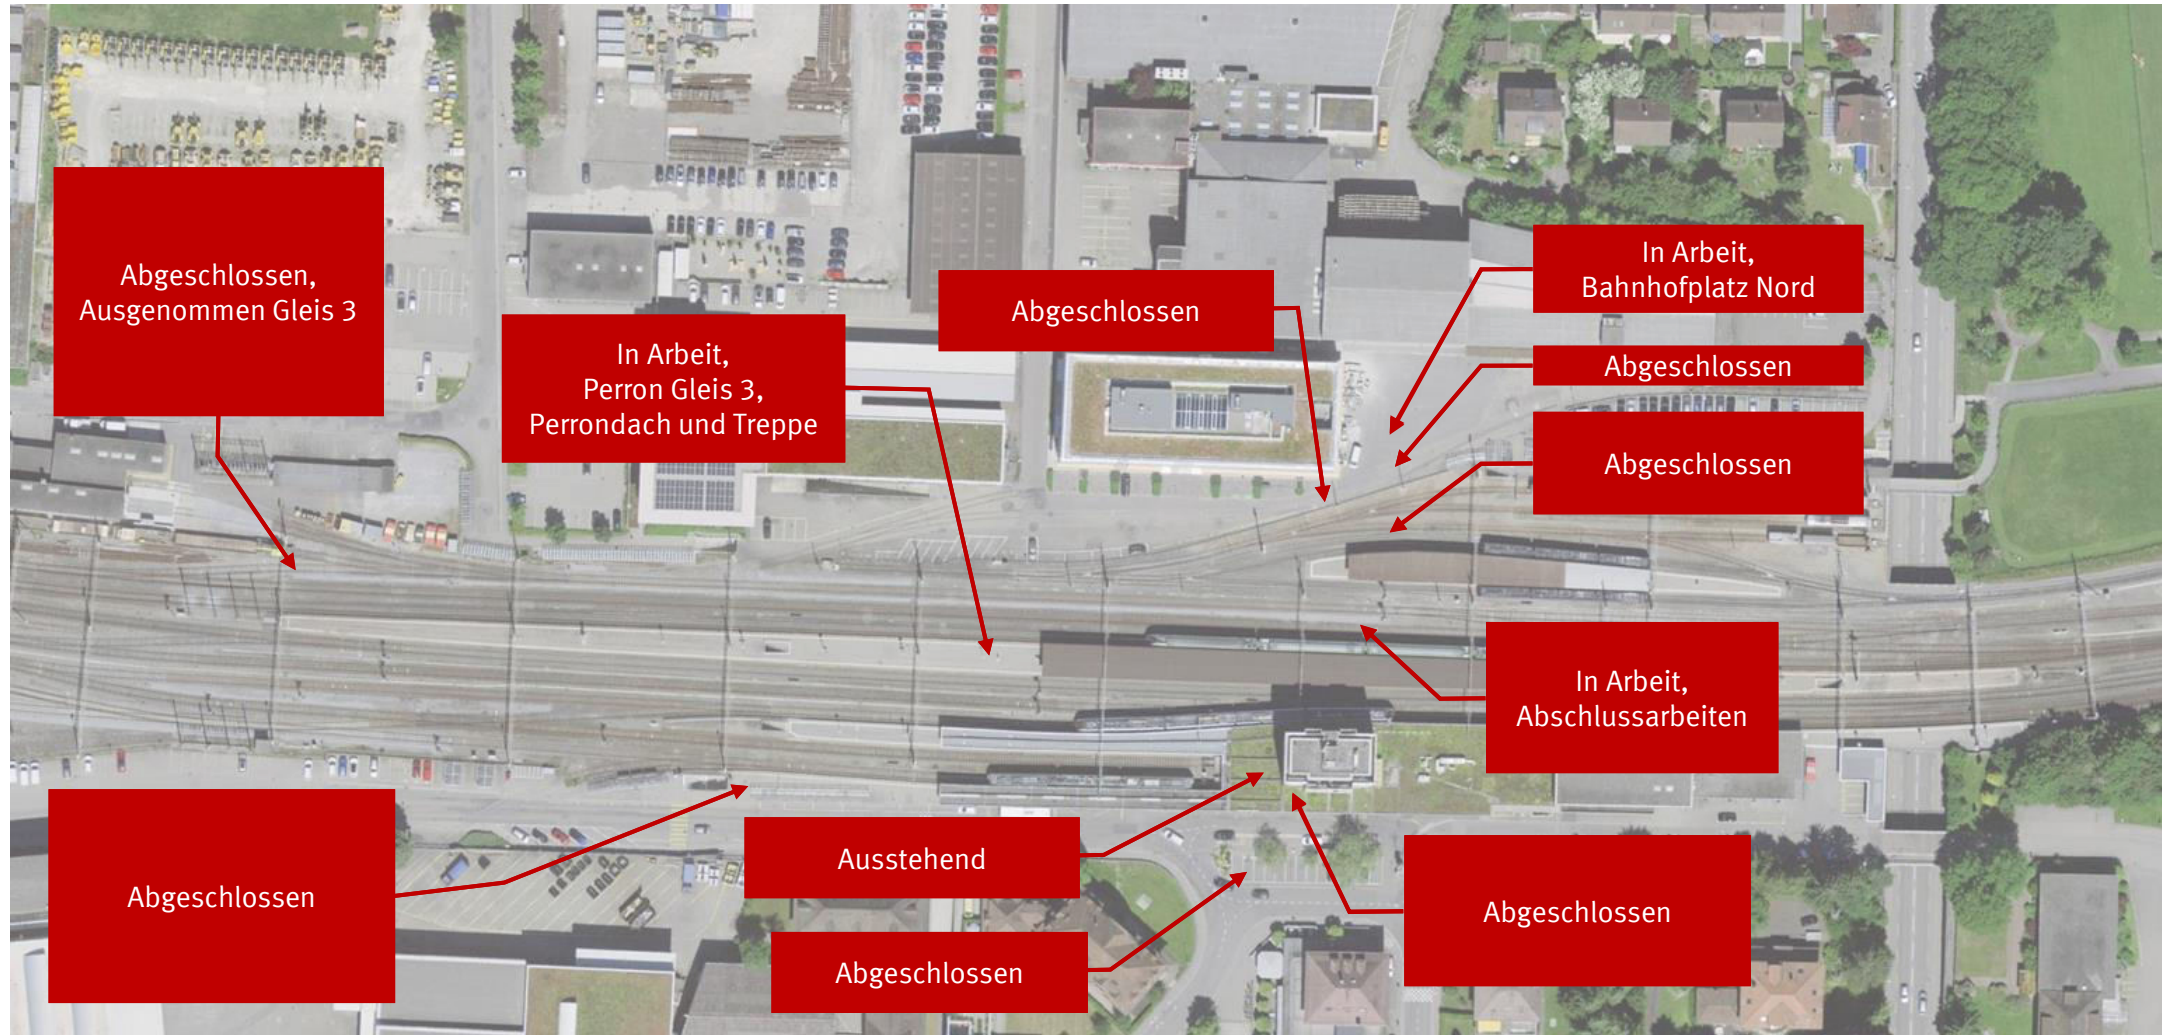 Abgeschlossen,
Ausgenommen Gleis 3
In Arbeit,
Perron Gleis 3,
Perrondach und Treppe
Abgeschlossen
In Arbeit,
Bahnhofplatz Nord
Abgeschlossen
Abgeschlossen
In Arbeit,
Abschlussarbeiten
Abgeschlossen
Ausstehend
Abgeschlossen
Abgeschlossen